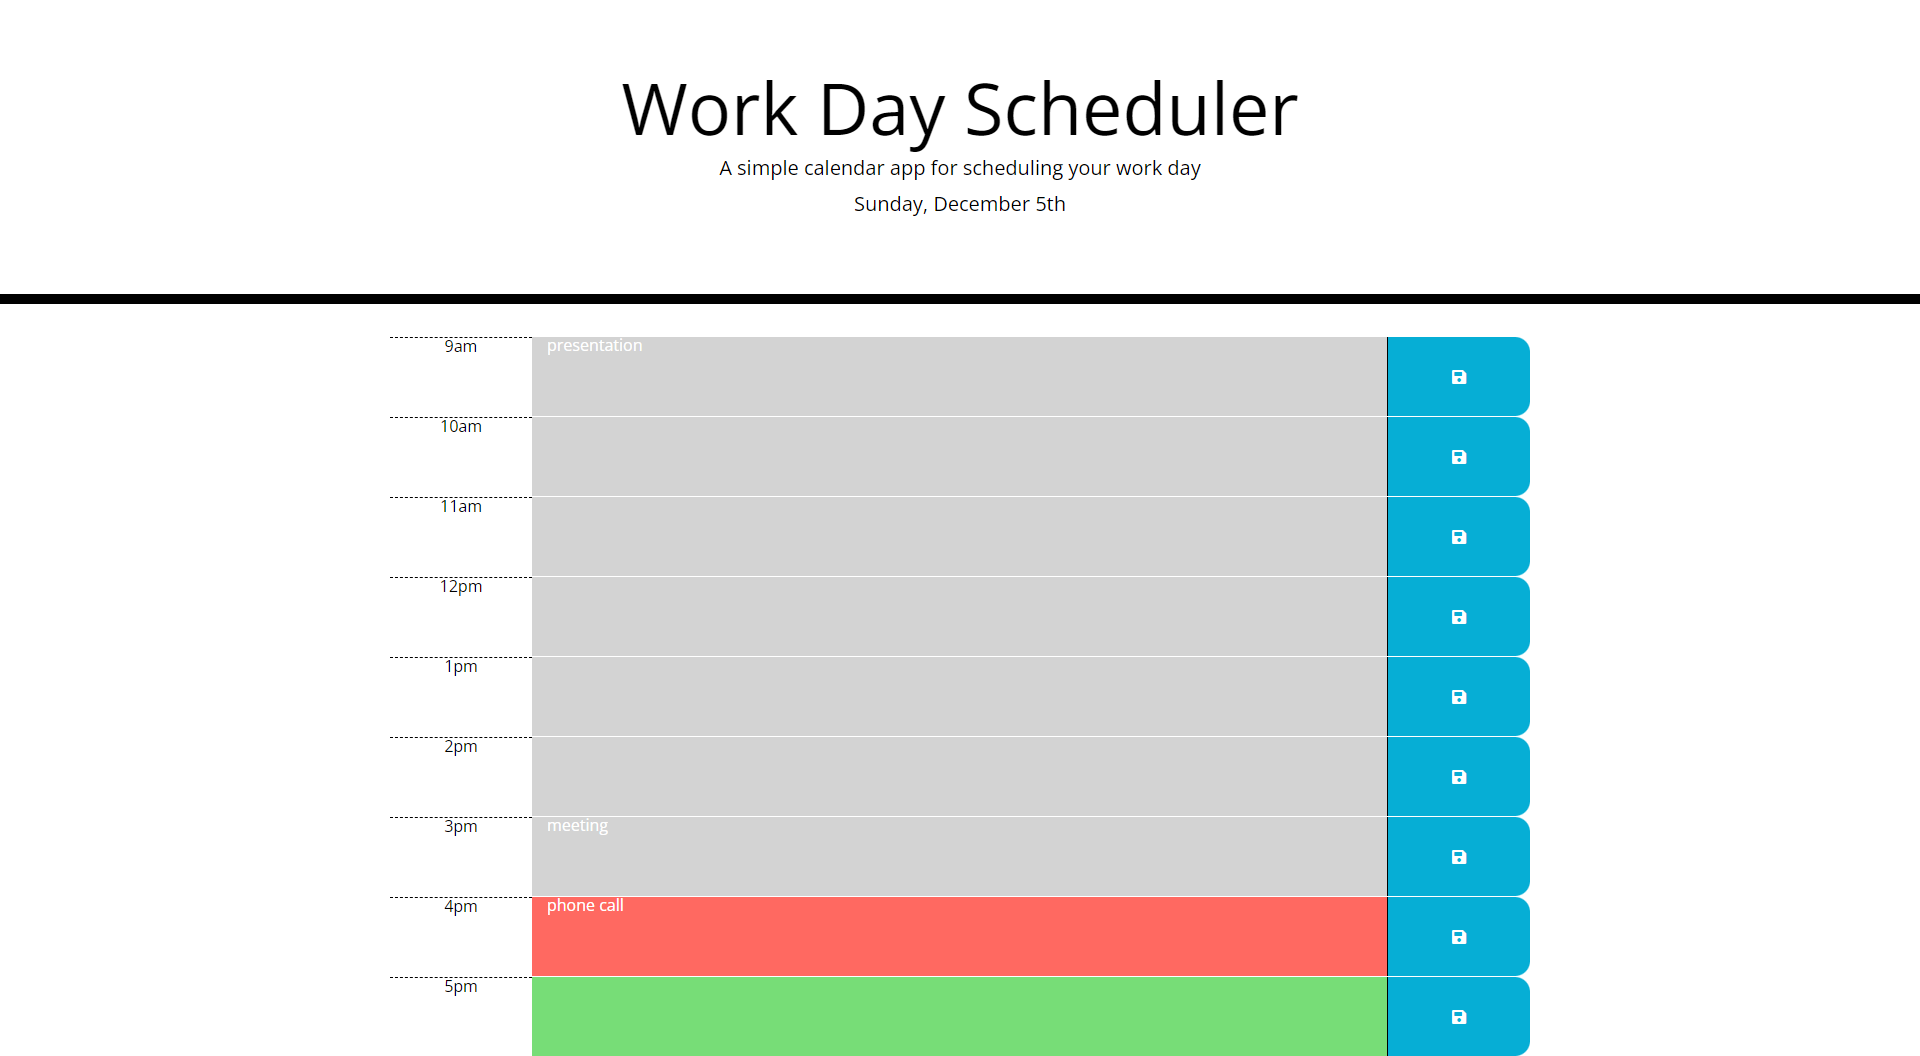 Work Day Scheduler
A simple calendar app for scheduling your work day
Sunday, December 5th
9am presentation
10am
11am
12pm
1pm
2pm
3pm meeting
4pm phone call
5pm